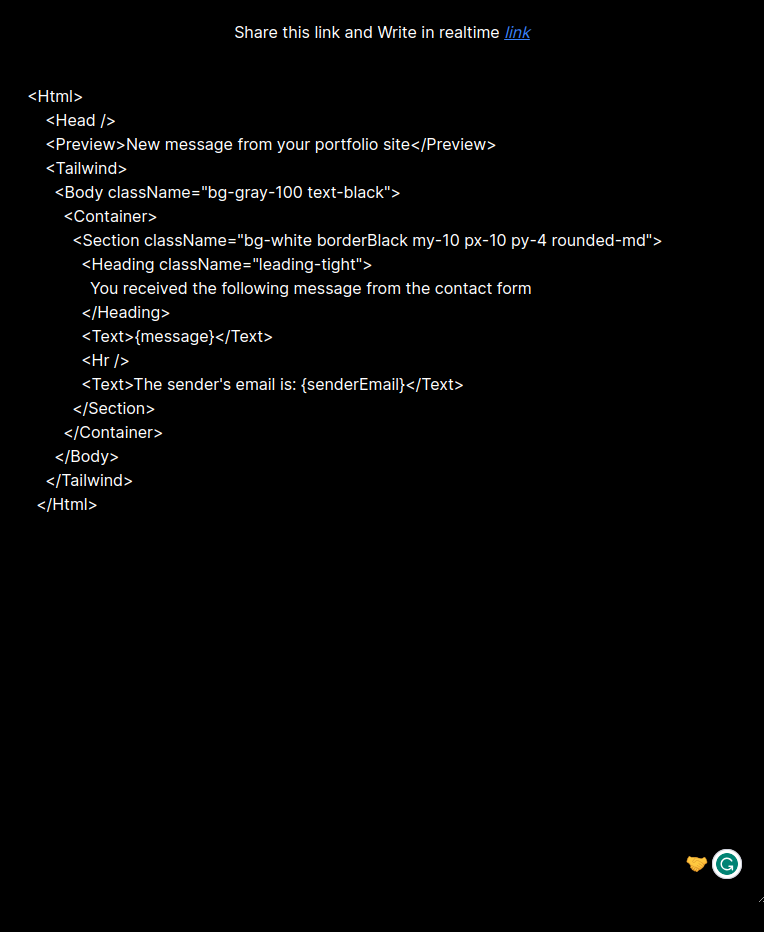 Share this link and Write in realtime link
<Html>
<Head />
<Preview>New message from your portfolio site</Preview>
<Tailwind>
<Body className="bg-gray-100 text-black">
<Container>
<Section className="bg-white borderBlack my-10 px-10 py-4 rounded-md">
<Heading className="leading-tight">
You received the following message from the contact form
</Heading>
<Text>{message}</Text>
<Hr />
<Text>The sender's email is: {senderEmail}</Text>
</Section>
</Container>
</Body>
</Tailwind>
</Html>